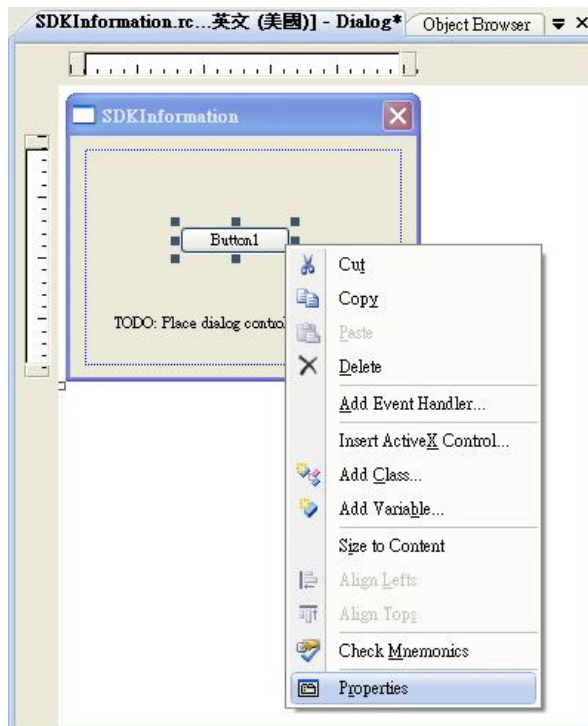 SDKInformation.rc...英文 (美國)] - Dialog*
Object Browser
SDKInformation
Button1
TODO: Place dialog control
Cut
Copy
Paste
Delete
Add Event Handler...
Insert ActiveX Control...
Add Class...
Add Variable...
Size to Content
Align Lefts
Align Tops
Check Mnemonics
Properties